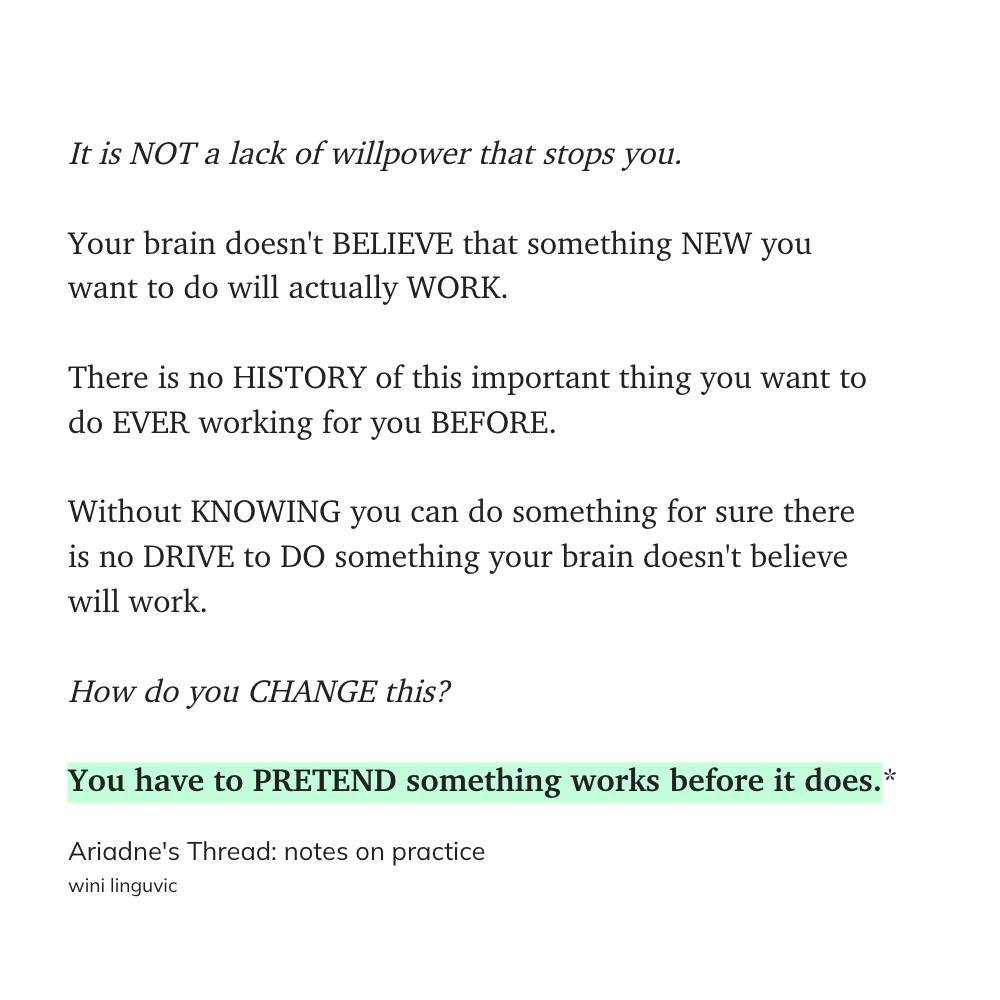 It is NOT a lack of willpower that stops you.
Your brain doesn't BELIEVE that something NEW you
want to do will actually WORK.
There is no HISTORY of this important thing you want to
do EVER working for you BEFORE.
Without KNOWING you can do something for sure there
is no DRIVE to DO something your brain doesn't believe
will work.
How do you CHANGE this?
You have to PRETEND something works before it does.*
Ariadne's Thread: notes on practice
wini linguvic